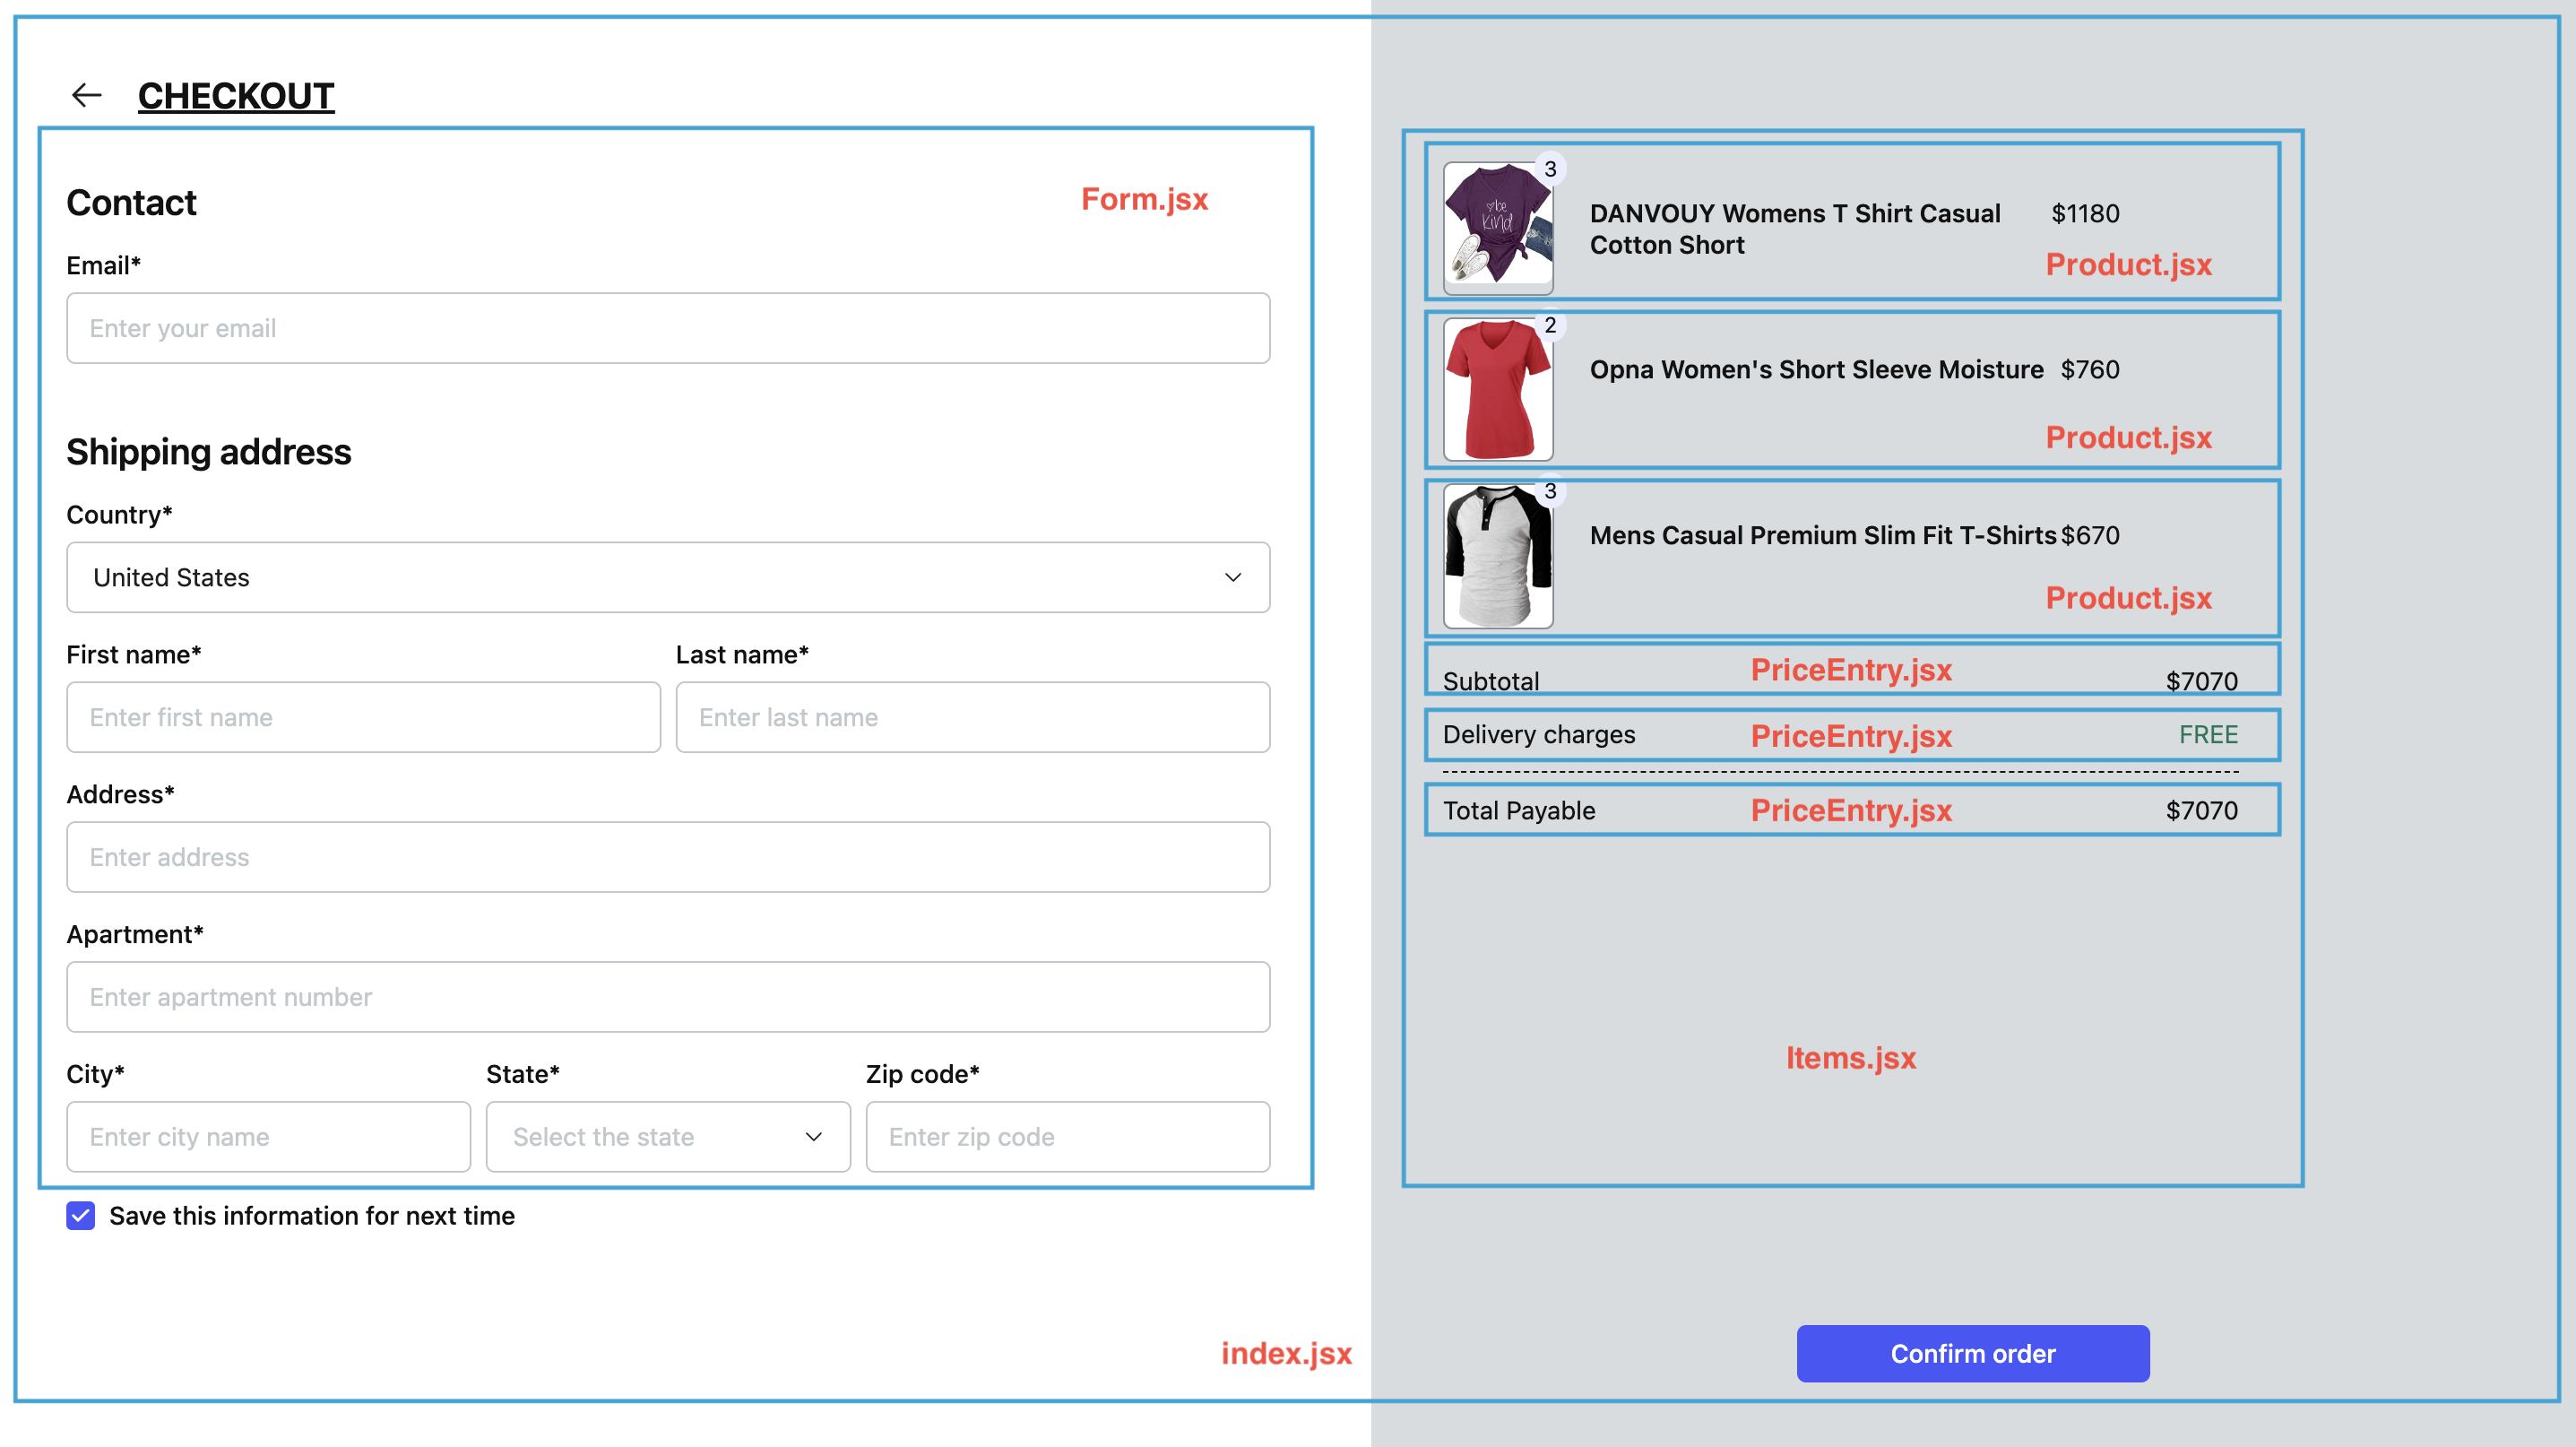 CHECKOUT
Contact
Form.jsx
Email*
Enter your email
Shipping address
Country*
United States
First name*
Last name*
Enter first name
Enter last name
Address*
Enter address
Apartment*
Enter apartment number
City*
State*
Zip code*
Enter city name
Select the state
Enter zip code
Save this information for next time
index.jsx
3
be
kind
DANVOUY Womens T Shirt Casual
Cotton Short
$1180
Product.jsx
2
Opna Women's Short Sleeve Moisture
$760
Product.jsx
3
Mens Casual Premium Slim Fit T-Shirts
$670
Product.jsx
Subtotal
PriceEntry.jsx
$7070
Delivery charges
PriceEntry.jsx
FREE
Total Payable
PriceEntry.jsx
$7070
Items.jsx
Confirm order